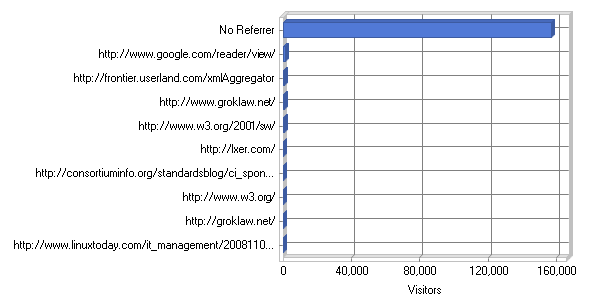 No Referrer
http://www.google.com/reader/view/
http://frontier.userland.com/xmlAggregator
http://www.groklaw.net/
http://www.w3.org/2001/sw/
http://lxer.com/
http://consortiuminfo.org/standardsblog/ci_spon...
http://www.w3.org/
http://groklaw.net/
http://www.linuxtoday.com/it_management/2008110...
0 40,000 80,000 120,000 160,000
Visitors